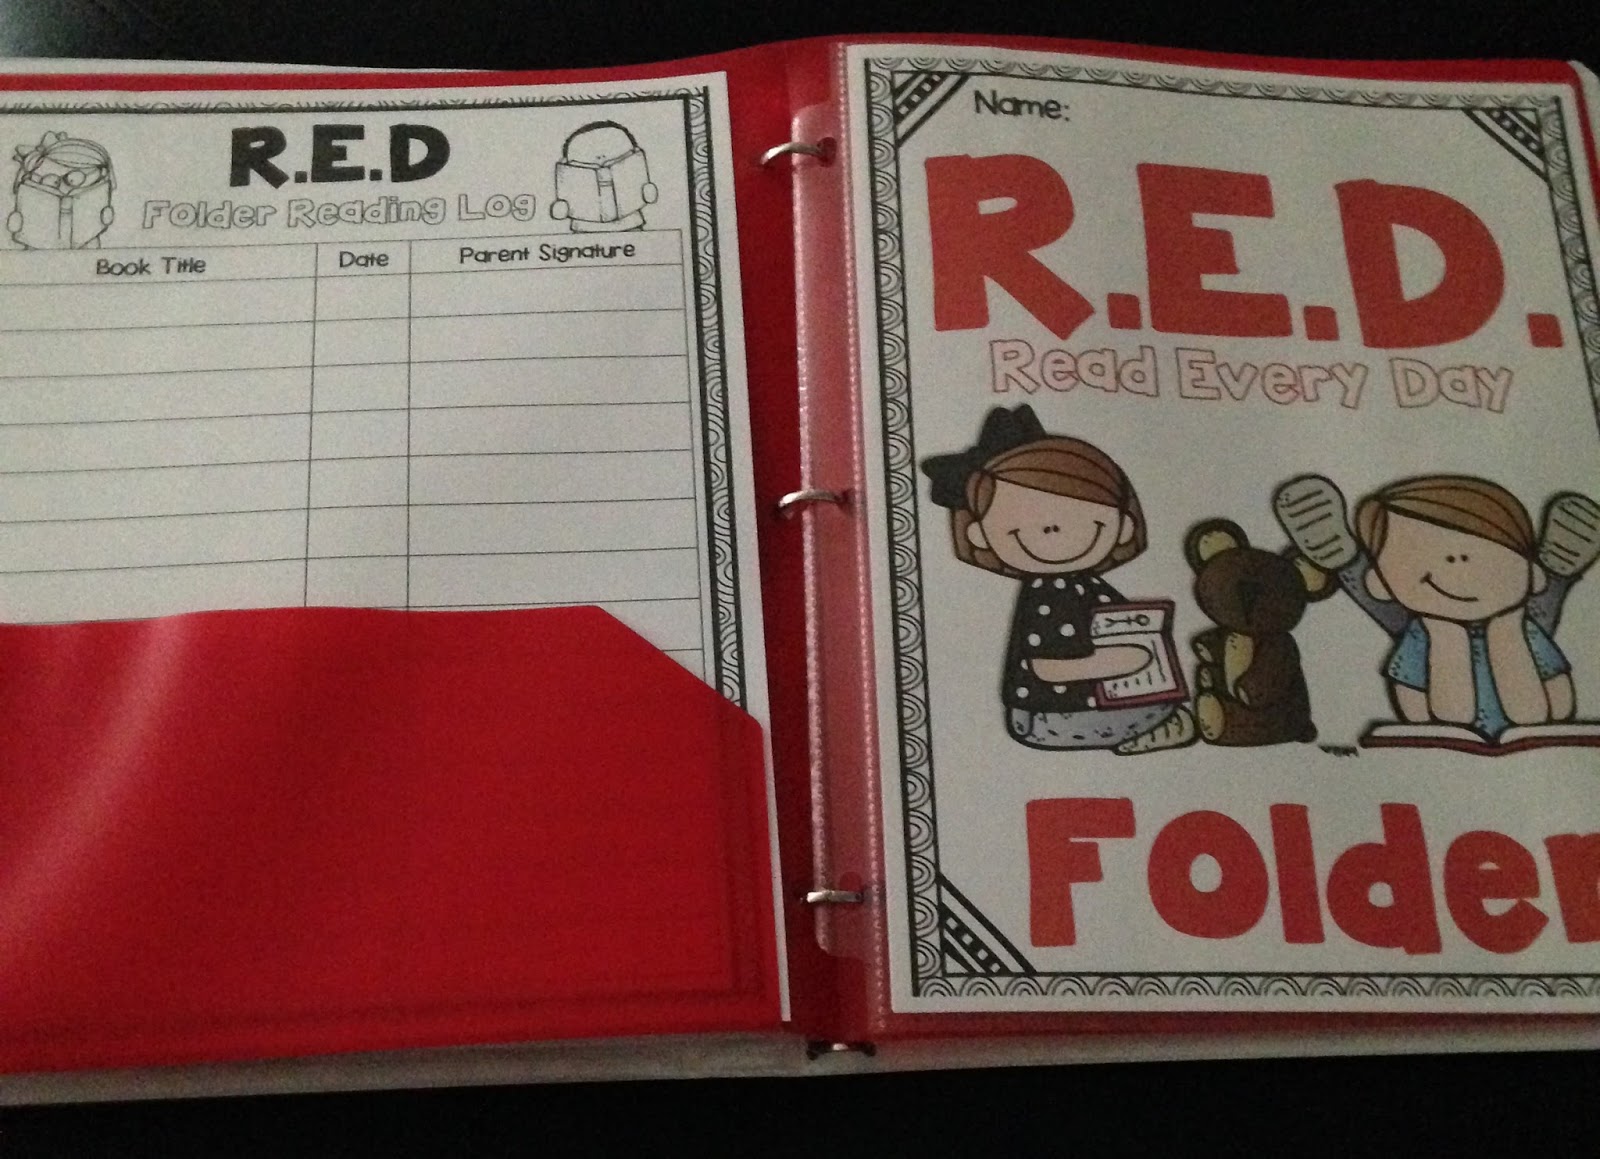 R.E.D
Folder Reading Log
Book Title
Date
Parent Signature
Name:
R.E.D.
Read Every Day
Folder